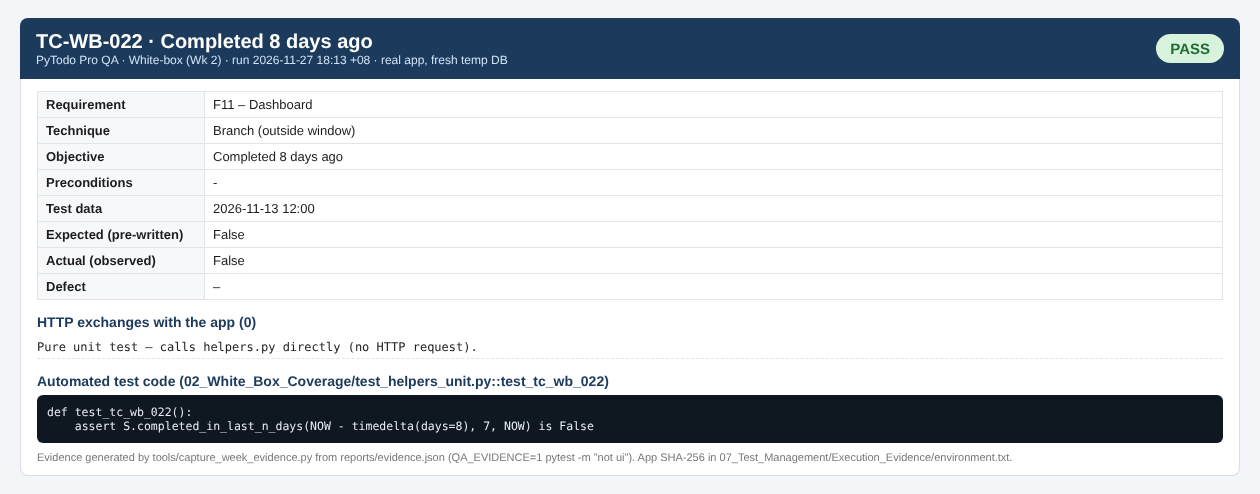 TC-WB-022 · Completed 8 days ago
PyTodo Pro QA · White-box (Wk 2) · run 2026-11-27 18:13 +08 · real app, fresh temp DB
PASS
Requirement F11 – Dashboard
Technique Branch (outside window)
Objective Completed 8 days ago
Preconditions -
Test data 2026-11-13 12:00
Expected (pre-written) False
Actual (observed) False
Defect –
HTTP exchanges with the app (0)
Pure unit test — calls helpers.py directly (no HTTP request).
Automated test code (02_White_Box_Coverage/test_helpers_unit.py::test_tc_wb_022)
def test_tc_wb_022():
    assert S.completed_in_last_n_days(NOW - timedelta(days=8), 7, NOW) is False
Evidence generated by tools/capture_week_evidence.py from reports/evidence.json (QA_EVIDENCE=1 pytest -m "not ui"). App SHA-256 in 07_Test_Management/Execution_Evidence/environment.txt.